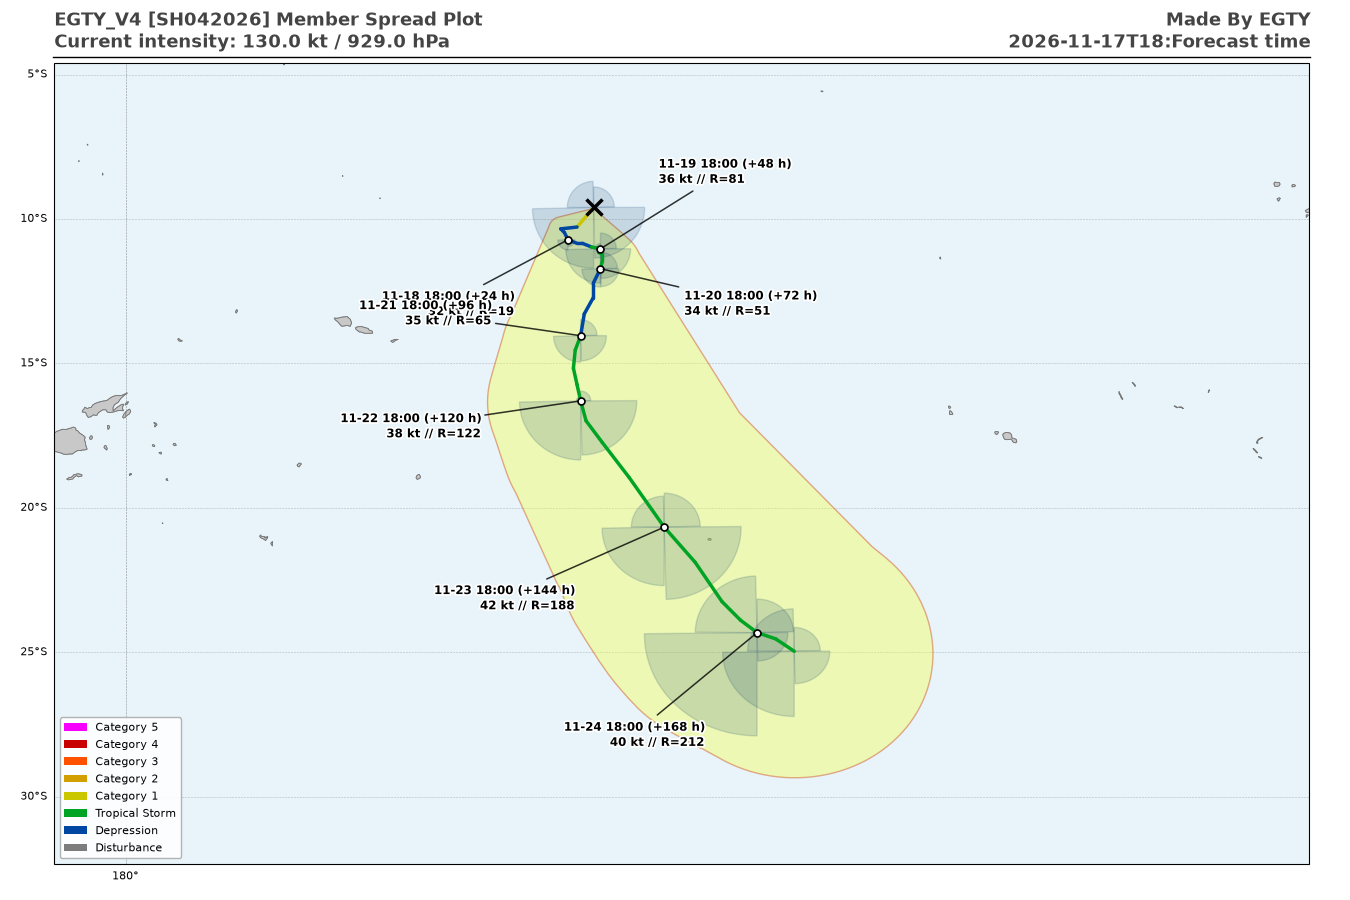 EGTY_V4 [SH042026] Member Spread Plot
Current intensity: 130.0 kt / 929.0 hPa
Made By EGTY
2026-11-17T18:Forecast time
5°S
10°S
15°S
20°S
25°S
30°S
180°
11-19 18:00 (+48 h)
36 kt // R=81
11-18 18:00 (+24 h)
32 kt // R=19
11-21 18:00 (+96 h)
35 kt // R=65
11-20 18:00 (+72 h)
34 kt // R=51
11-22 18:00 (+120 h)
38 kt // R=122
11-23 18:00 (+144 h)
42 kt // R=188
11-24 18:00 (+168 h)
40 kt // R=212
Category 5
Category 4
Category 3
Category 2
Category 1
Tropical Storm
Depression
Disturbance